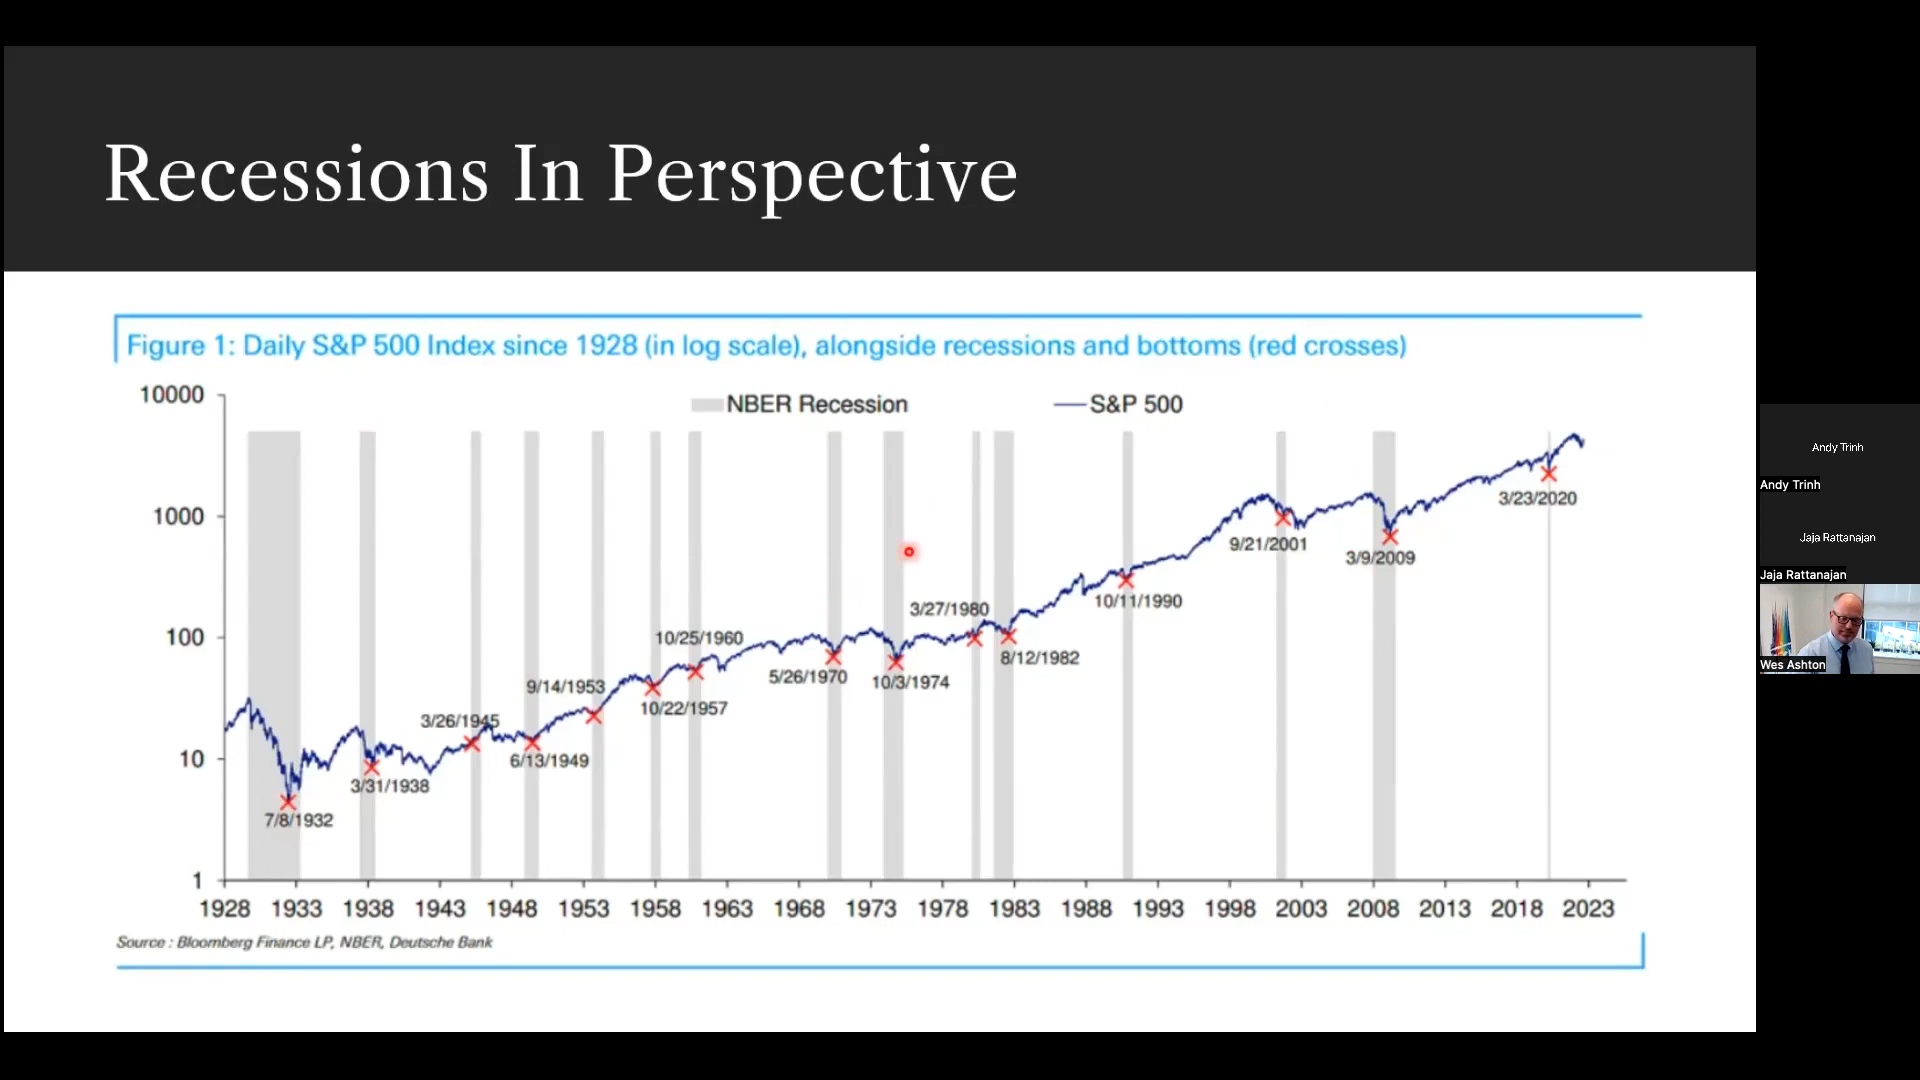 Recessions In Perspective
Figure 1: Daily S&P 500 Index since 1928 (in log scale), alongside recessions and bottoms (red crosses)
NBER Recession
S&P 500
10000
1000
100
10
1
7/8/1932
3/31/1938
3/26/1945
6/13/1949
9/14/1953
10/22/1957
10/25/1960
5/26/1970
10/3/1974
3/27/1980
8/12/1982
10/11/1990
9/21/2001
3/9/2009
3/23/2020
1928 1933 1938 1943 1948 1953 1958 1963 1968 1973 1978 1983 1988 1993 1998 2003 2008 2013 2018 2023
Source : Bloomberg Finance LP, NBER, Deutsche Bank
Andy Trinh
Andy Trinh
Jaja Rattanajan
Jaja Rattanajan
Wes Ashton